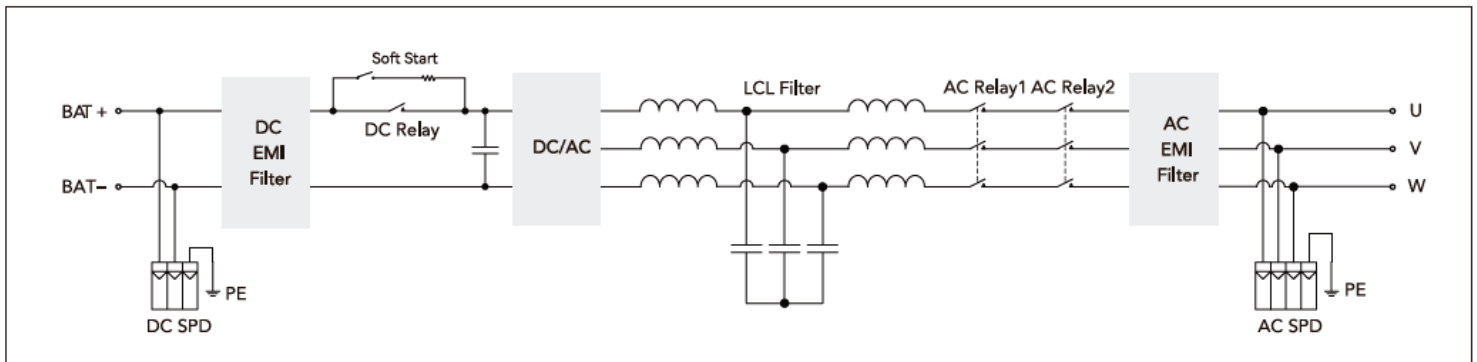 Soft Start
BAT +
DC Relay
DC
EMI
Filter
BAT–
DC SPD
PE
DC/AC
LCL Filter
AC Relay1
AC Relay2
AC
EMI
Filter
U
V
W
AC SPD
PE